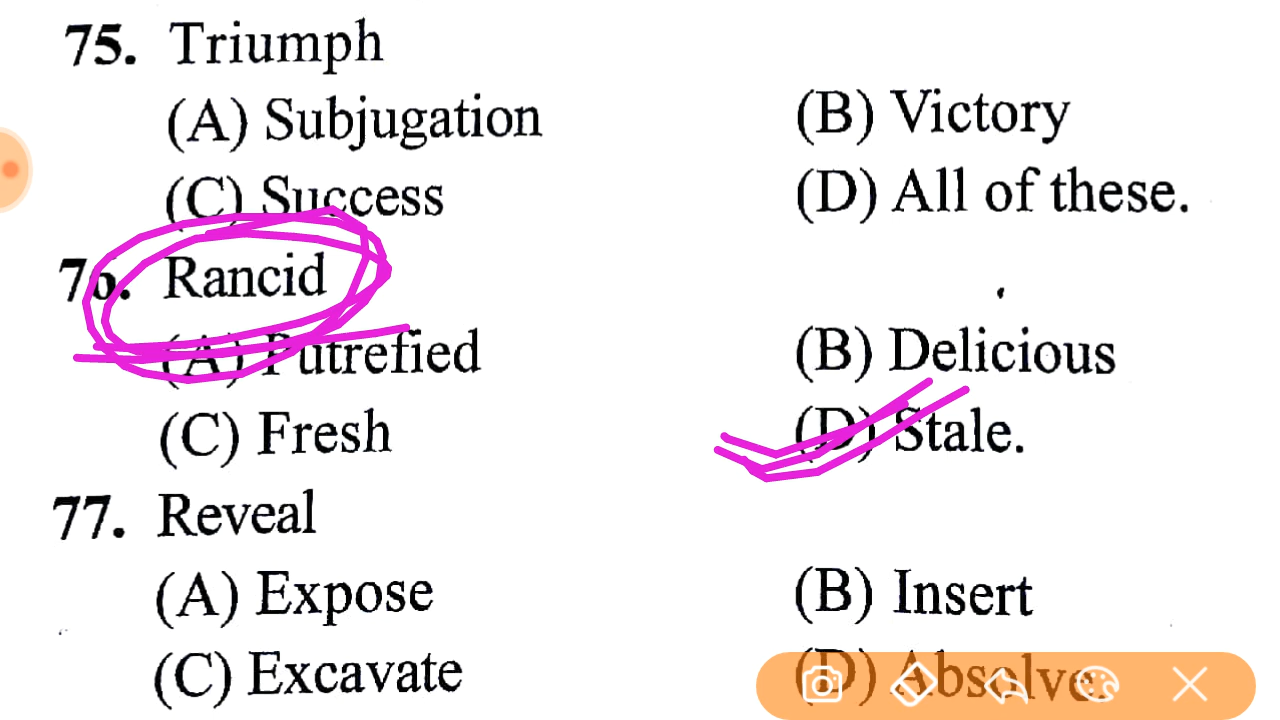 75. Triumph
(A) Subjugation (B) Victory
(C) Success (D) All of these.
76. Rancid
(A) Putrefied (B) Delicious
(C) Fresh (D) Stale.
77. Reveal
(A) Expose (B) Insert
(C) Excavate (D) Absolve.